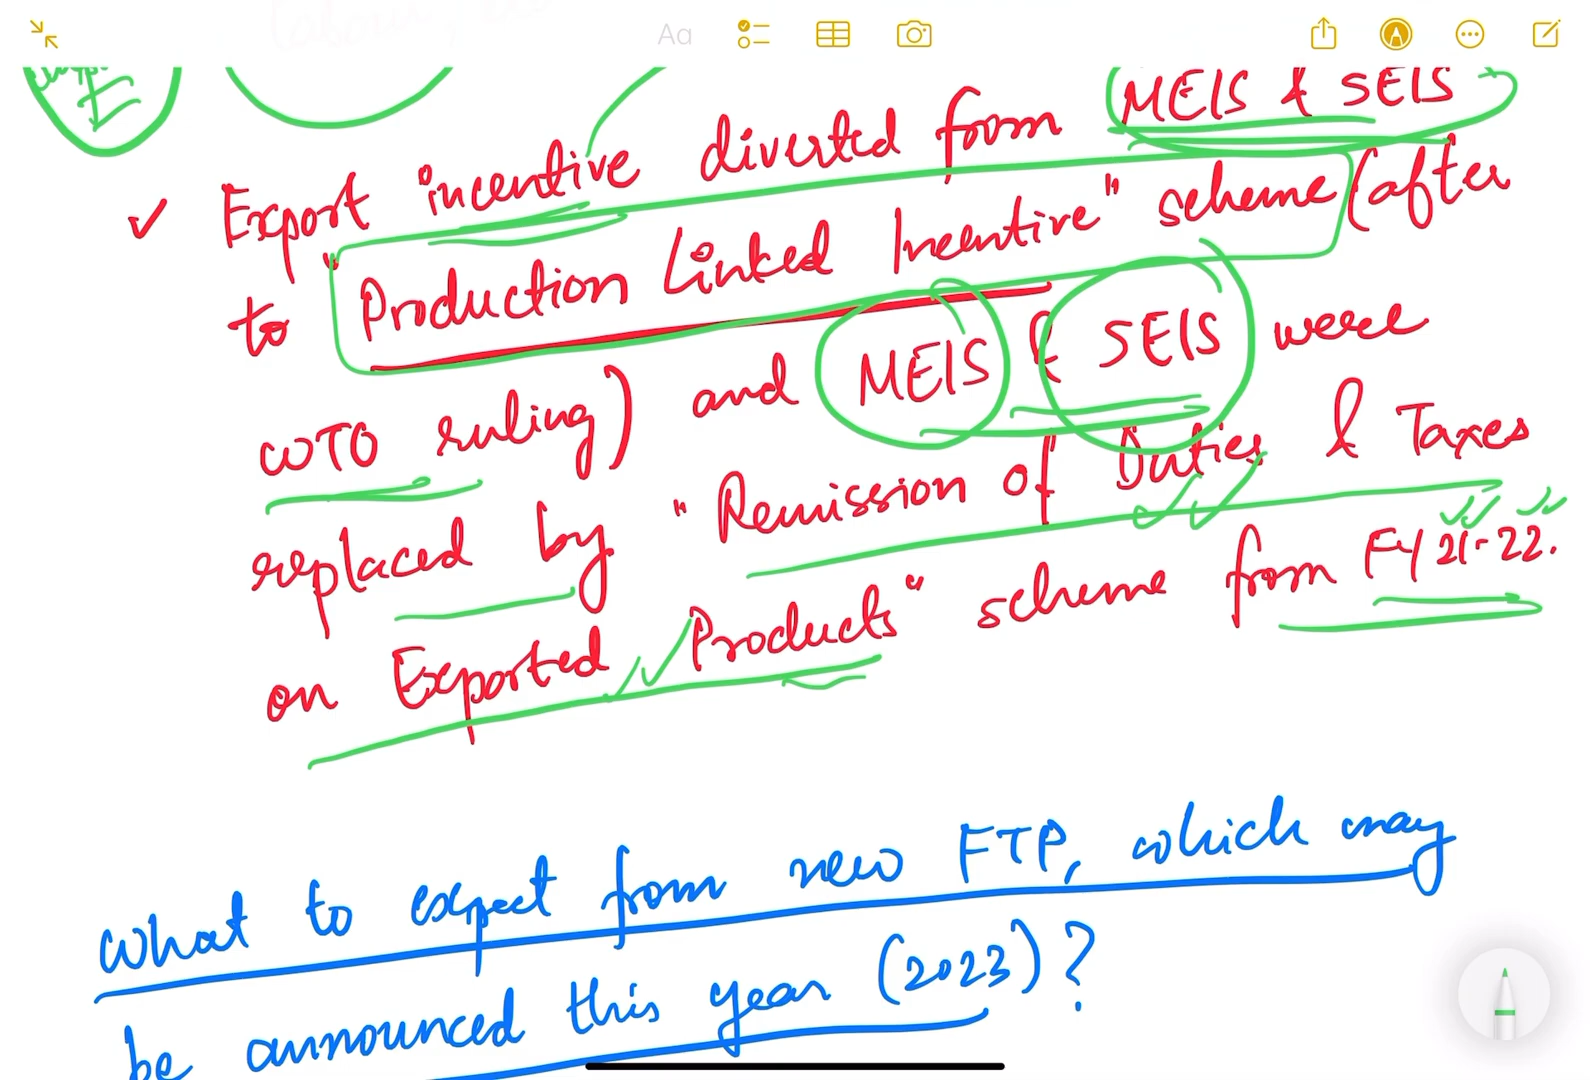 Aa
✓ Export incentive diverted from MEIS & SEIS
to "Production Linked Incentive" scheme (after
WTO ruling) and MEIS & SEIS were
replaced by "Remission of Duties & Taxes
on Exported Products" scheme from FY 21-22.
What to expect from new FTP, which may
be announced this year (2023)?